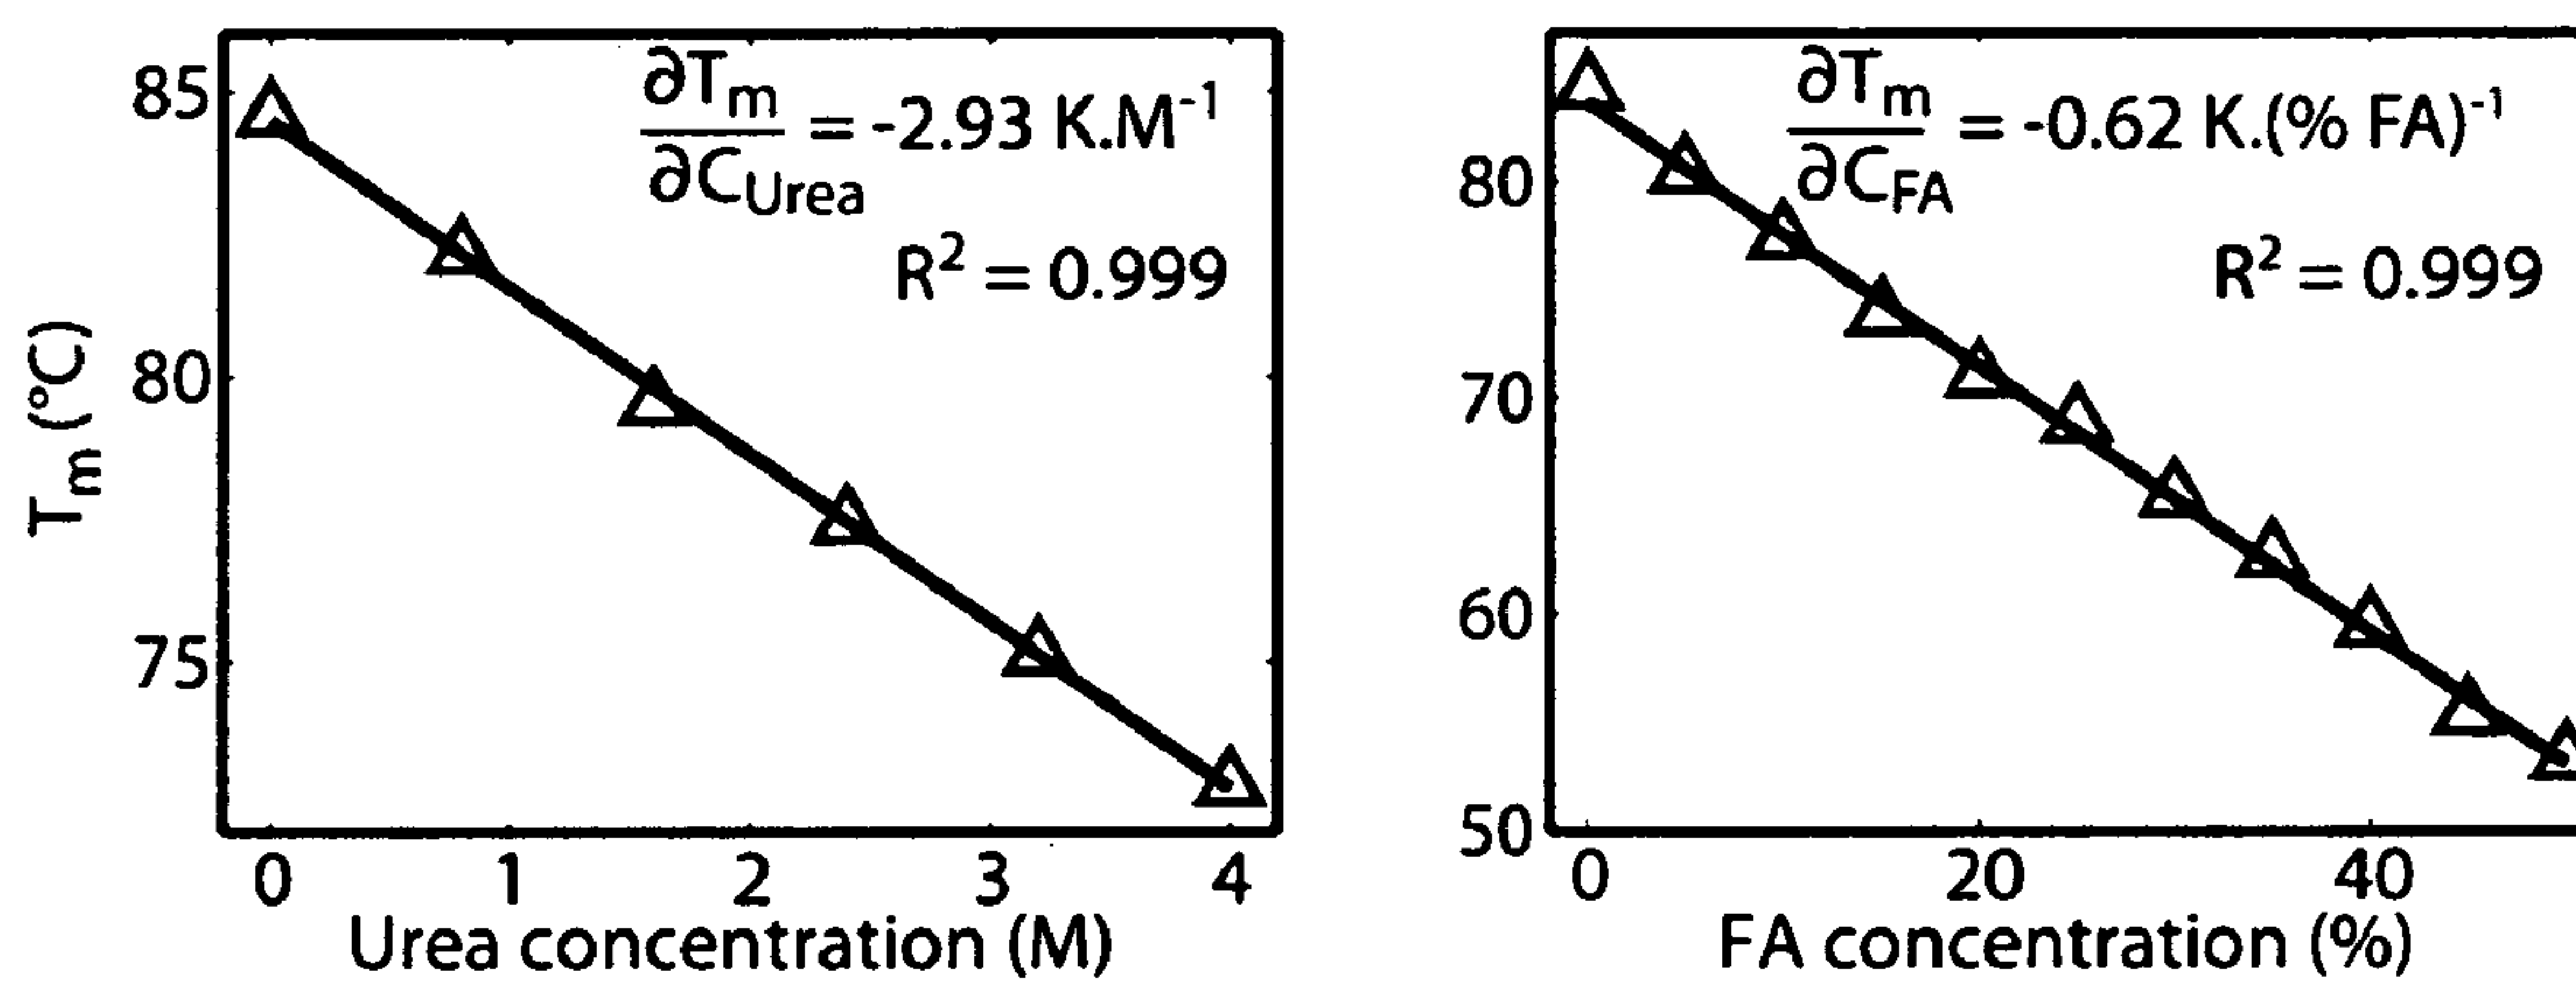 ∂Tm/∂CUrea = -2.93 K.M⁻¹
R² = 0.999
Tm (°C)
85
80
75
0 1 2 3 4
Urea concentration (M)
∂Tm/∂CFA = -0.62 K.(% FA)⁻¹
R² = 0.999
80
70
60
50
0 20 40
FA concentration (%)